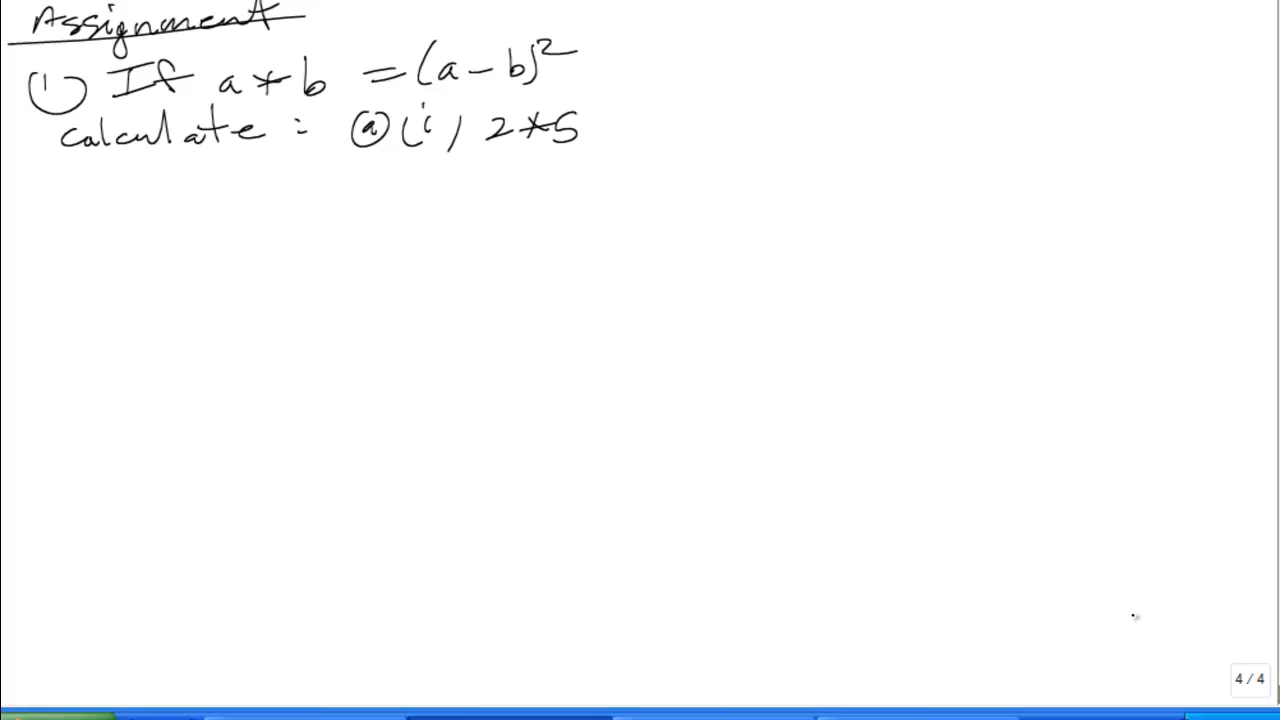 Assignment
(1) If a * b = (a - b)²
calculate : ⓐ (i) 2 * 5
4 / 4